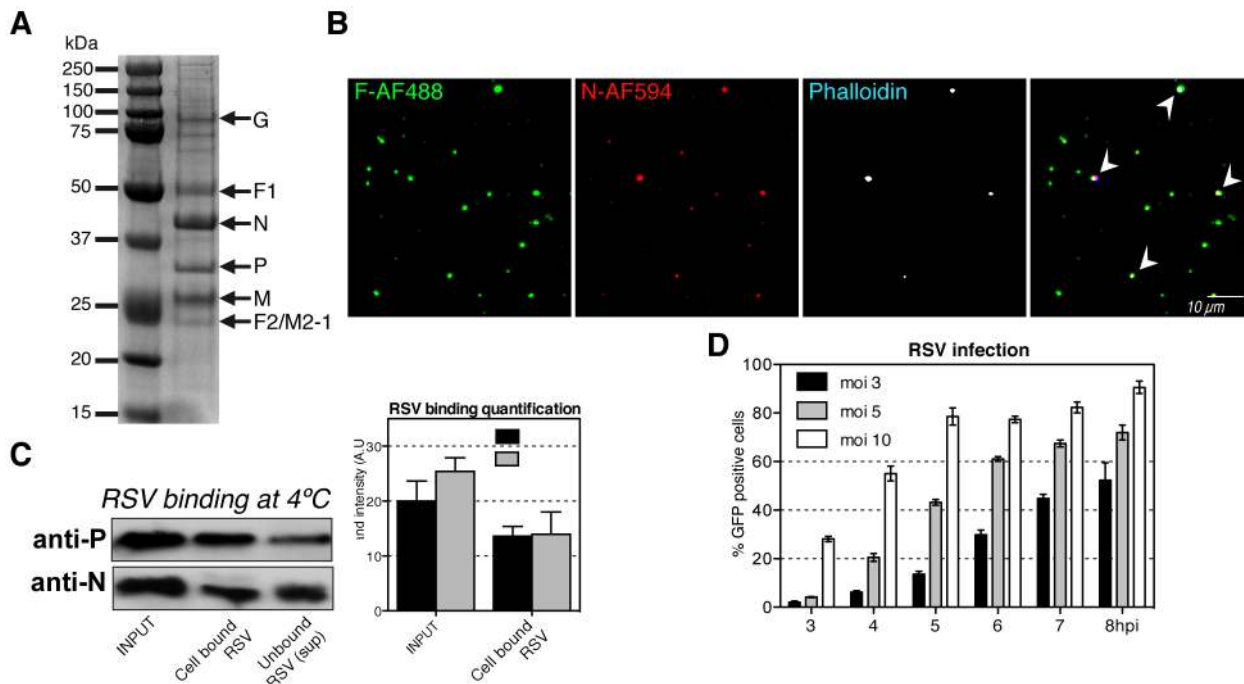 A
kDa
250
150
100
75
50
37
25
20
15
G
F1
N
P
M
F2/M2-1
B
F-AF488
N-AF594
Phalloidin
10 µm
C
RSV binding at 4ºC
anti-P
anti-N
INPUT
Cell bound
RSV
Unbound
RSV (sup)
RSV binding quantification
nd intensity (A.U
30
20
10
0
INPUT
Cell bound
RSV
D
RSV infection
% GFP positive cells
100
80
60
40
20
0
moi 3
moi 5
moi 10
3 4 5 6 7 8hpi